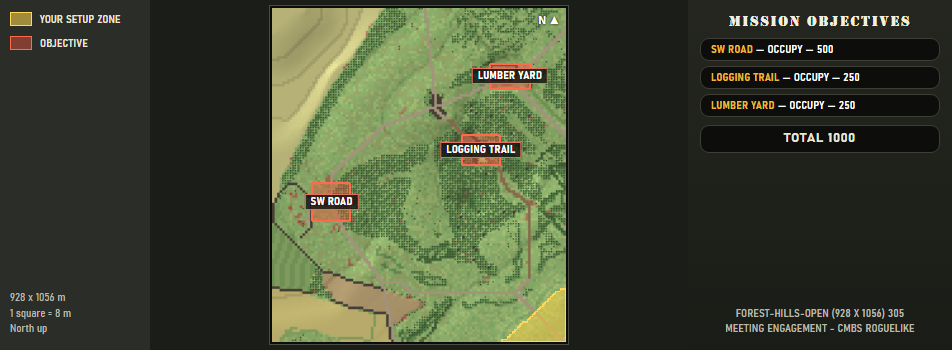 YOUR SETUP ZONE
OBJECTIVE
928 x 1056 m
1 square = 8 m
North up
N ▲
LUMBER YARD
LOGGING TRAIL
SW ROAD
MISSION OBJECTIVES
SW ROAD — OCCUPY — 500
LOGGING TRAIL — OCCUPY — 250
LUMBER YARD — OCCUPY — 250
TOTAL 1000
FOREST-HILLS-OPEN (928 X 1056) 305
MEETING ENGAGEMENT - CMBS ROGUELIKE